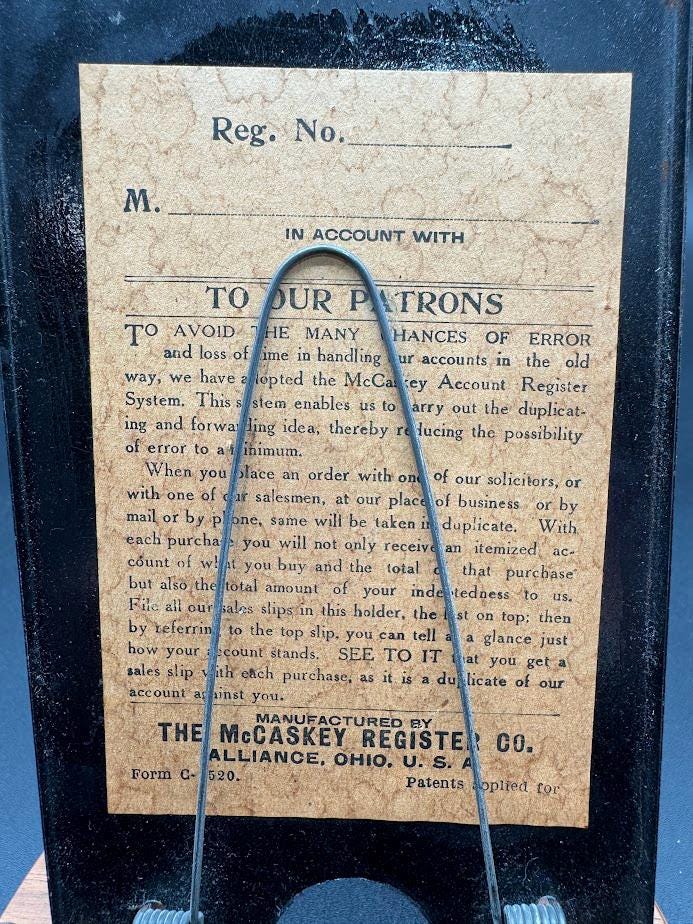 Reg. No.
M.
IN ACCOUNT WITH
TO OUR PATRONS
TO AVOID THE MANY CHANCES OF ERROR
and loss of time in handling our accounts in the old
way, we have adopted the McCaskey Account Register
System. This system enables us to carry out the duplicat-
ing and forwarding idea, thereby reducing the possibility
of error to a minimum.
When you place an order with one of our solicitors, or
with one of our salesmen, at our place of business or by
mail or by phone, same will be taken in duplicate. With
each purchase you will not only receive an itemized ac-
count of what you buy and the total of that purchase
but also the total amount of your indebtedness to us.
File all our sales slips in this holder, the last on top; then
by referring to the top slip, you can tell at a glance just
how your account stands. SEE TO IT that you get a
sales slip with each purchase, as it is a duplicate of our
account against you.
MANUFACTURED BY
THE McCASKEY REGISTER CO.
ALLIANCE, OHIO, U. S. A.
Form C- 520.
Patents applied for